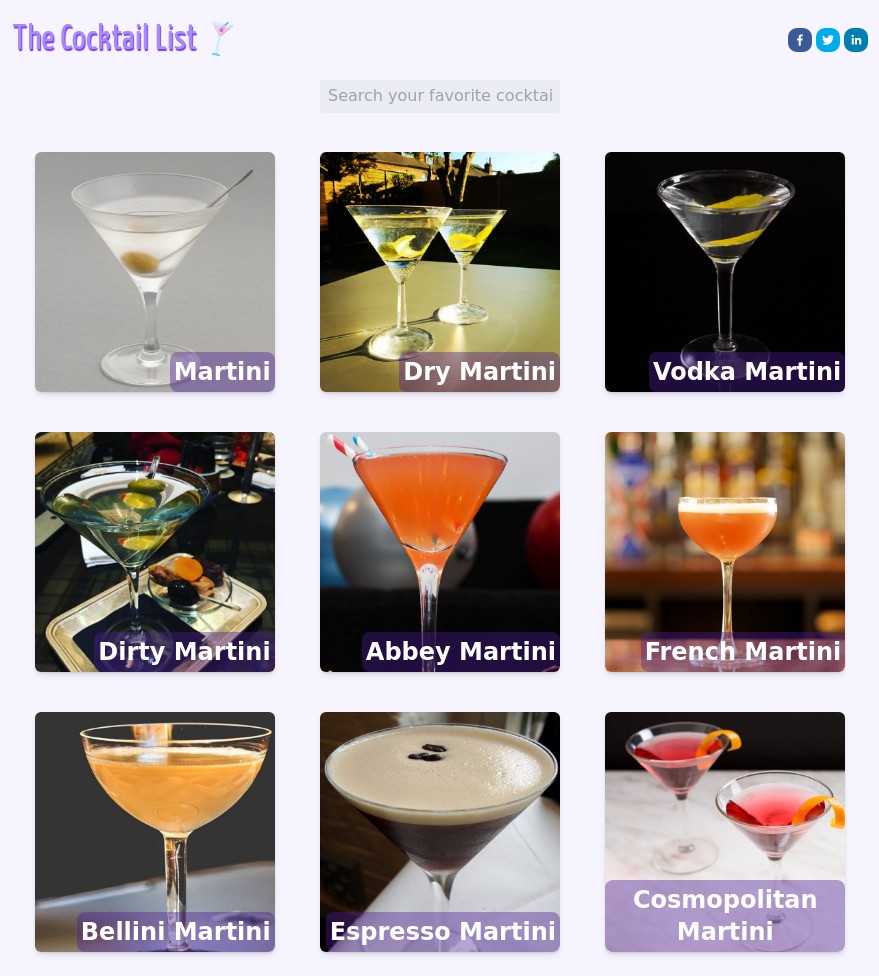 The Cocktail List
Search your favorite cocktai
Martini
Dry Martini
Vodka Martini
Dirty Martini
Abbey Martini
French Martini
Bellini Martini
Espresso Martini
Cosmopolitan
Martini